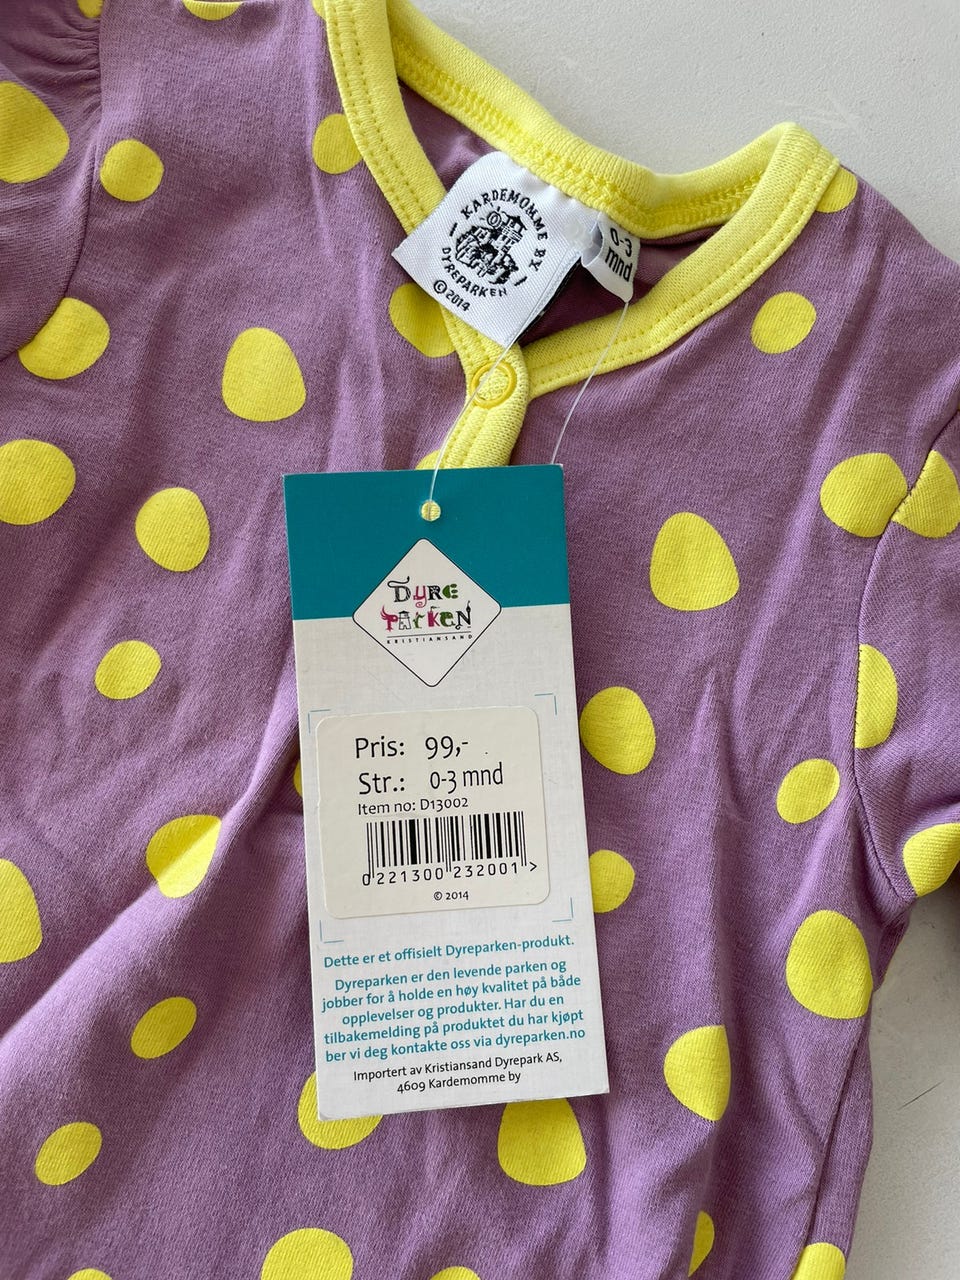 KARDEMOMME BY
DYREPARKEN
©2014
0-3
mnd
DYRE
PARKEN
KRISTIANSAND
Pris: 99,-
Str.: 0-3 mnd
Item no: D13002
0221300 232001 >
© 2014
Dette er et offisielt Dyreparken-produkt.
Dyreparken er den levende parken og
jobber for å holde en høy kvalitet på både
opplevelser og produkter. Har du en
tilbakemelding på produktet du har kjøpt
ber vi deg kontakte oss via dyreparken.no
Importert av Kristiansand Dyrepark AS,
4609 Kardemomme by